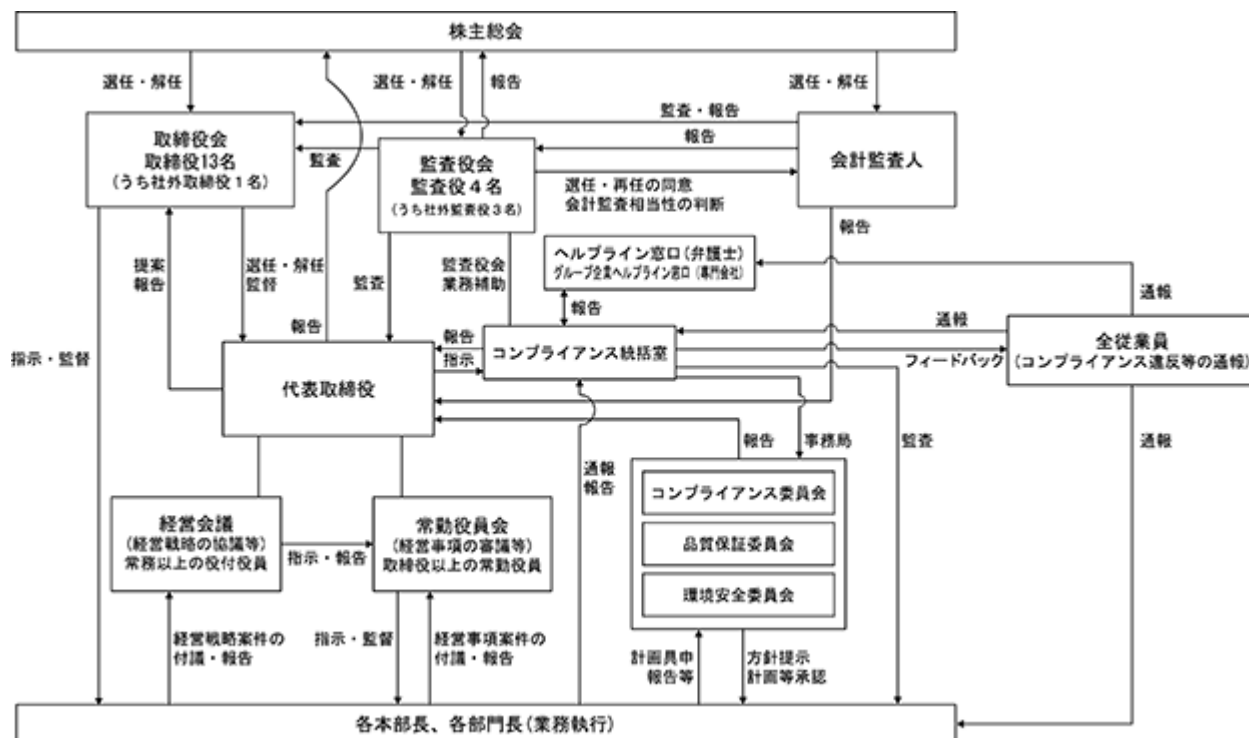 株主総会
選任・解任
選任・解任
報告
選任・解任
監査・報告
取締役会
取締役13名
(うち社外取締役1名)
監査
監査役会
監査役4名
(うち社外監査役3名)
報告
会計監査人
選任・再任の同意
会計監査相当性の判断
報告
提案
報告
選任・解任
監督
監査
監査役会
業務補助
ヘルプライン窓口(弁護士)
グループ企業ヘルプライン窓口(専門会社)
報告
通報
指示・監督
報告
報告
指示
コンプライアンス統括室
通報
フィードバック
全従業員
(コンプライアンス違反等の通報)
代表取締役
通報
報告
報告
事務局
監査
通報
コンプライアンス委員会
品質保証委員会
環境安全委員会
経営会議
(経営戦略の協議等)
常務以上の役付役員
指示・報告
常勤役員会
(経営事項の審議等)
取締役以上の常勤役員
経営戦略案件の
付議・報告
指示・監督
経営事項案件の
付議・報告
計画具申
報告等
方針提示
計画等承認
各本部長、各部門長(業務執行)